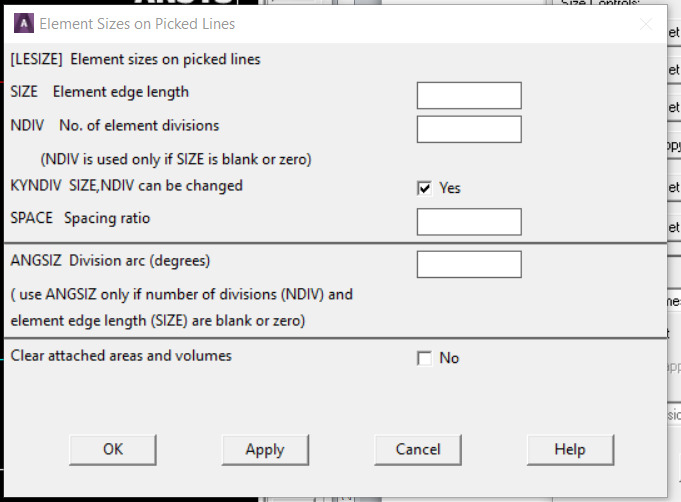 Element Sizes on Picked Lines
[LESIZE] Element sizes on picked lines
SIZE Element edge length
NDIV No. of element divisions
(NDIV is used only if SIZE is blank or zero)
KYNDIV SIZE,NDIV can be changed
Yes
SPACE Spacing ratio
ANGSIZ Division arc (degrees)
( use ANGSIZ only if number of divisions (NDIV) and
element edge length (SIZE) are blank or zero)
Clear attached areas and volumes
No
OK
Apply
Cancel
Help